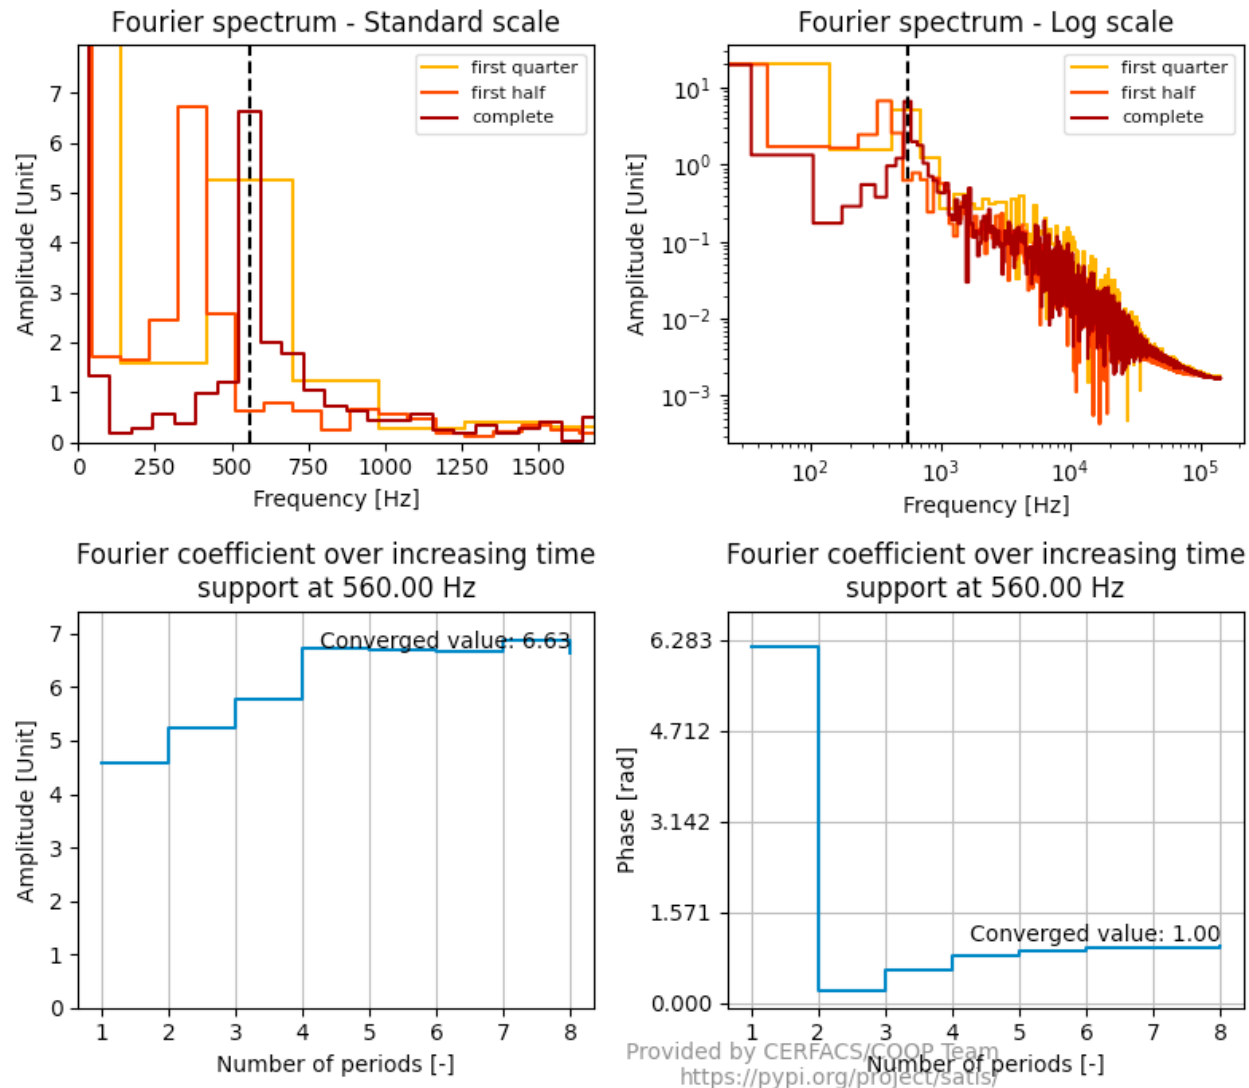 Fourier spectrum - Standard scale
Amplitude [Unit]
7
6
5
4
3
2
1
0
first quarter
first half
complete
0 250 500 750 1000 1250 1500
Frequency [Hz]
Fourier spectrum - Log scale
Amplitude [Unit]
10¹
10⁰
10⁻¹
10⁻²
10⁻³
first quarter
first half
complete
10² 10³ 10⁴ 10⁵
Frequency [Hz]
Fourier coefficient over increasing time
support at 560.00 Hz
Amplitude [Unit]
7
6
5
4
3
2
1
0
Converged value: 6.63
1 2 3 4 5 6 7 8
Number of periods [-]
Fourier coefficient over increasing time
support at 560.00 Hz
Phase [rad]
6.283
4.712
3.142
1.571
0.000
Converged value: 1.00
1 2 3 4 5 6 7 8
Number of periods [-]
Provided by CERFACS/COOP Team
https://pypi.org/project/satis/